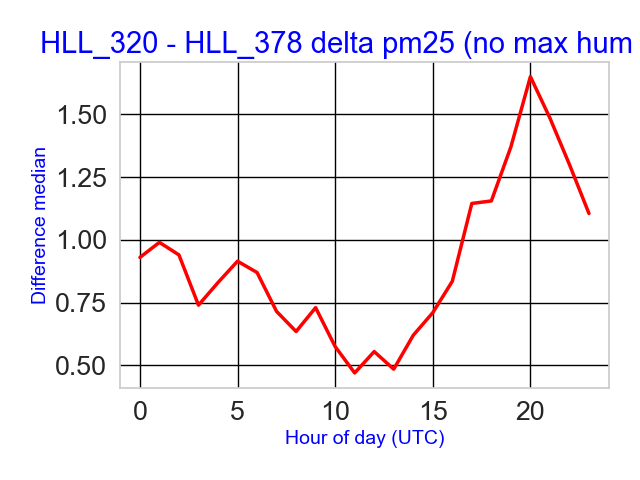 HLL_320 - HLL_378 delta pm25 (no max hum
1.50
1.25
1.00
0.75
0.50
Difference median
0 5 10 15 20
Hour of day (UTC)